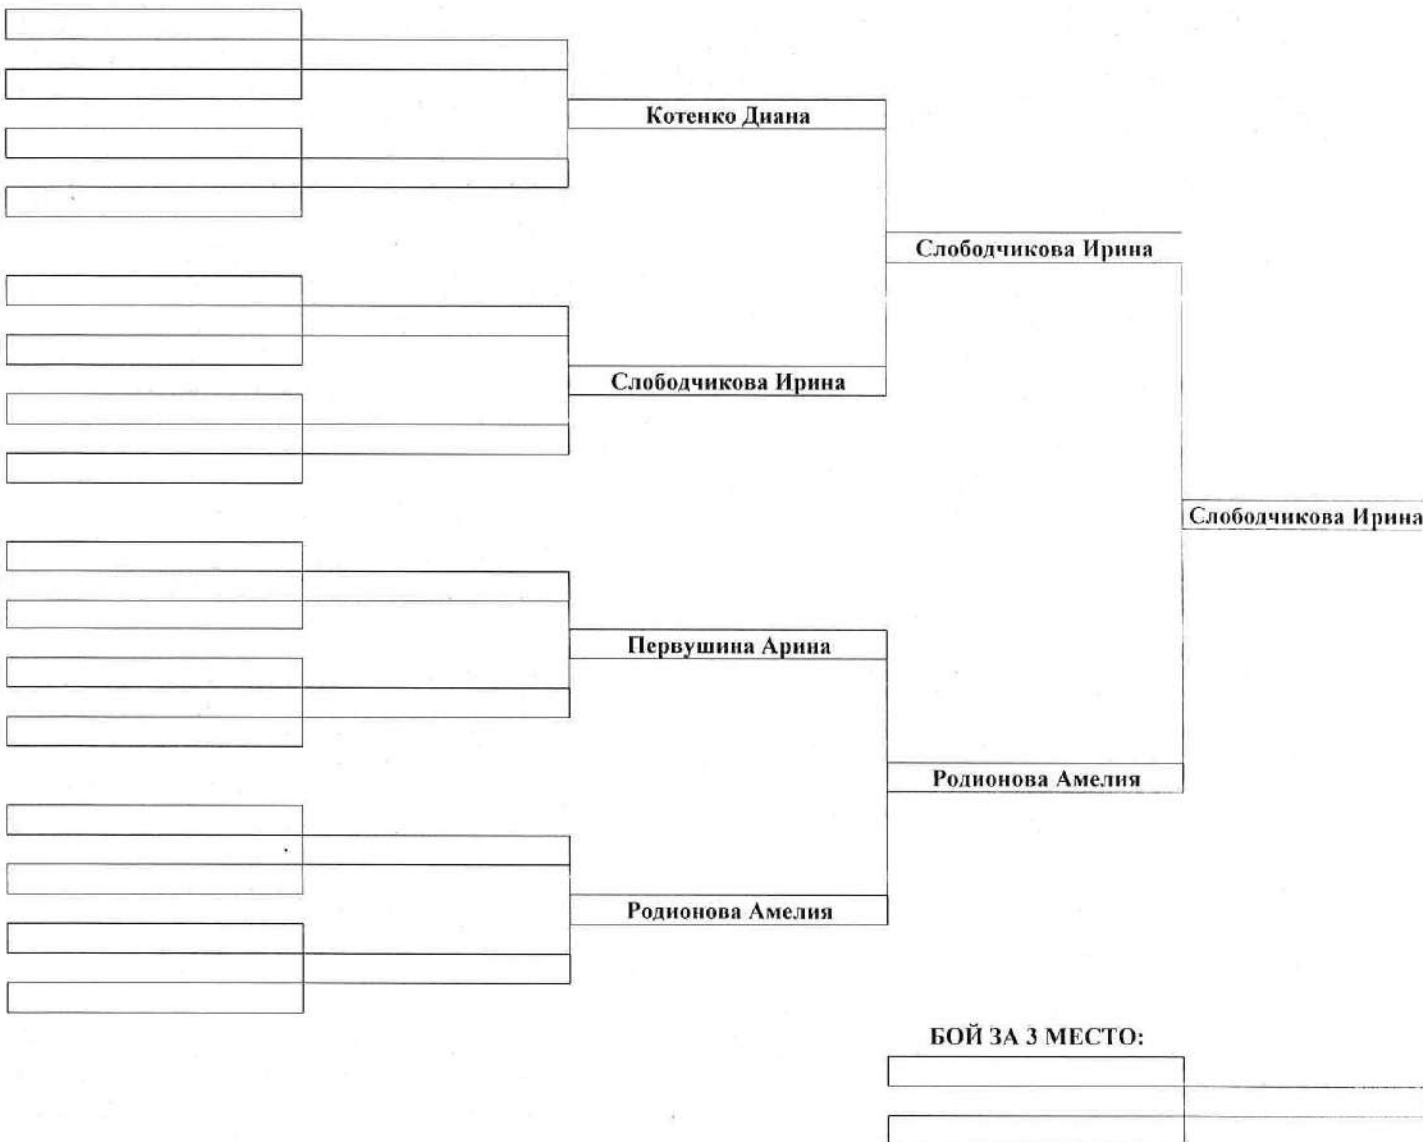 Котенко Диана
Слободчикова Ирина
Слободчикова Ирина
Слободчикова Ирина
Первушина Арина
Родионова Амелия
Родионова Амелия
БОЙ ЗА 3 МЕСТО: